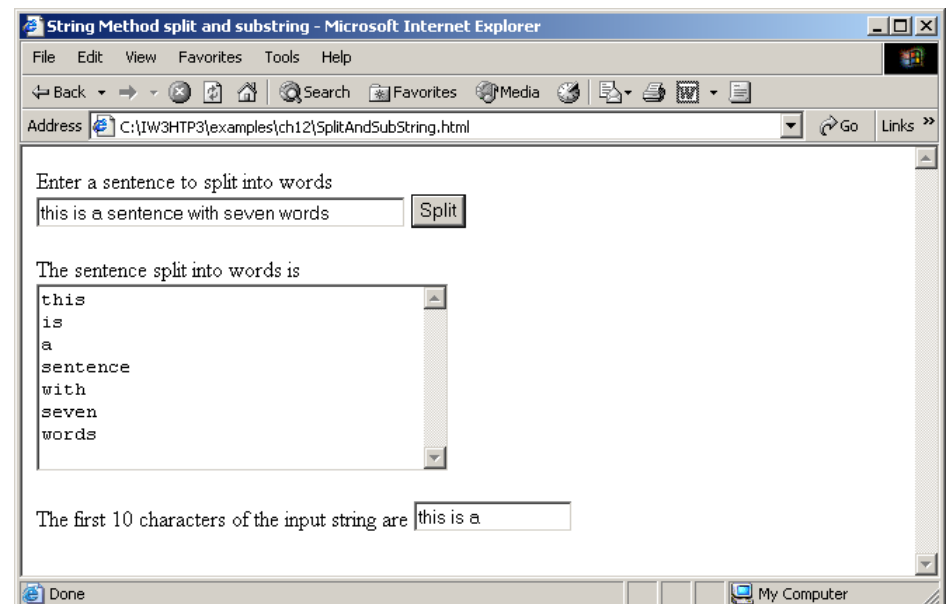 String Method split and substring - Microsoft Internet Explorer
File Edit View Favorites Tools Help
Back Search Favorites Media
Address C:\IW3HTP3\examples\ch12\SplitAndSubString.html Go Links »
Enter a sentence to split into words
this is a sentence with seven words Split
The sentence split into words is
this
is
a
sentence
with
seven
words
The first 10 characters of the input string are this is a
Done My Computer